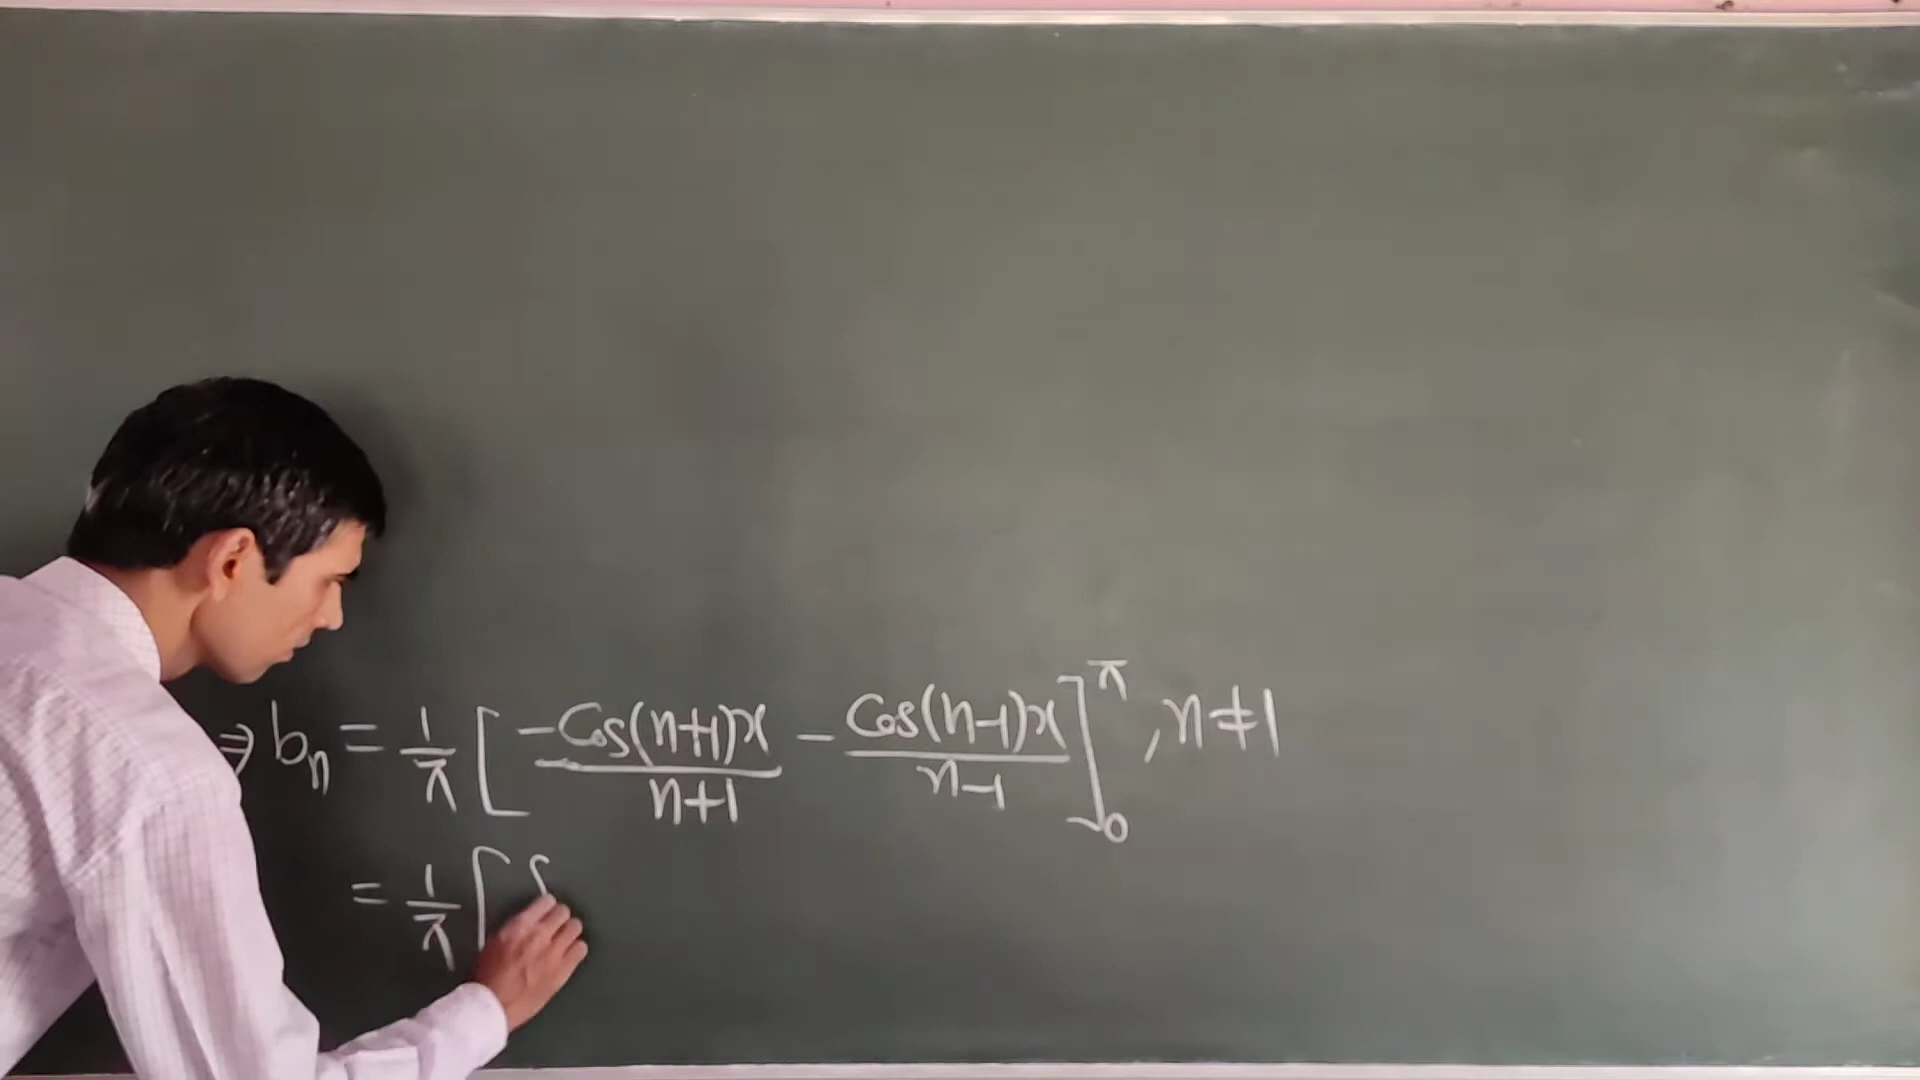 ⇒ bₙ = 1/π [ -Cos(n+1)x/n+1 - Cos(n-1)x/n-1 ]₀^π , n≠1
= 1/π [ {